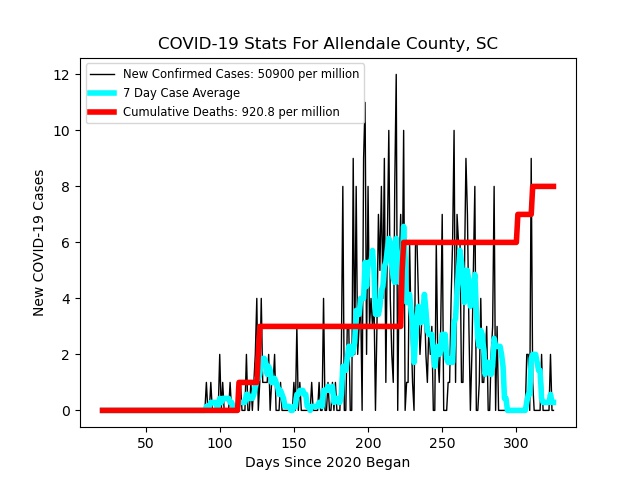 COVID-19 Stats For Allendale County, SC
New Confirmed Cases: 50900 per million
7 Day Case Average
Cumulative Deaths: 920.8 per million
12
10
8
6
4
2
0
New COVID-19 Cases
50 100 150 200 250 300
Days Since 2020 Began